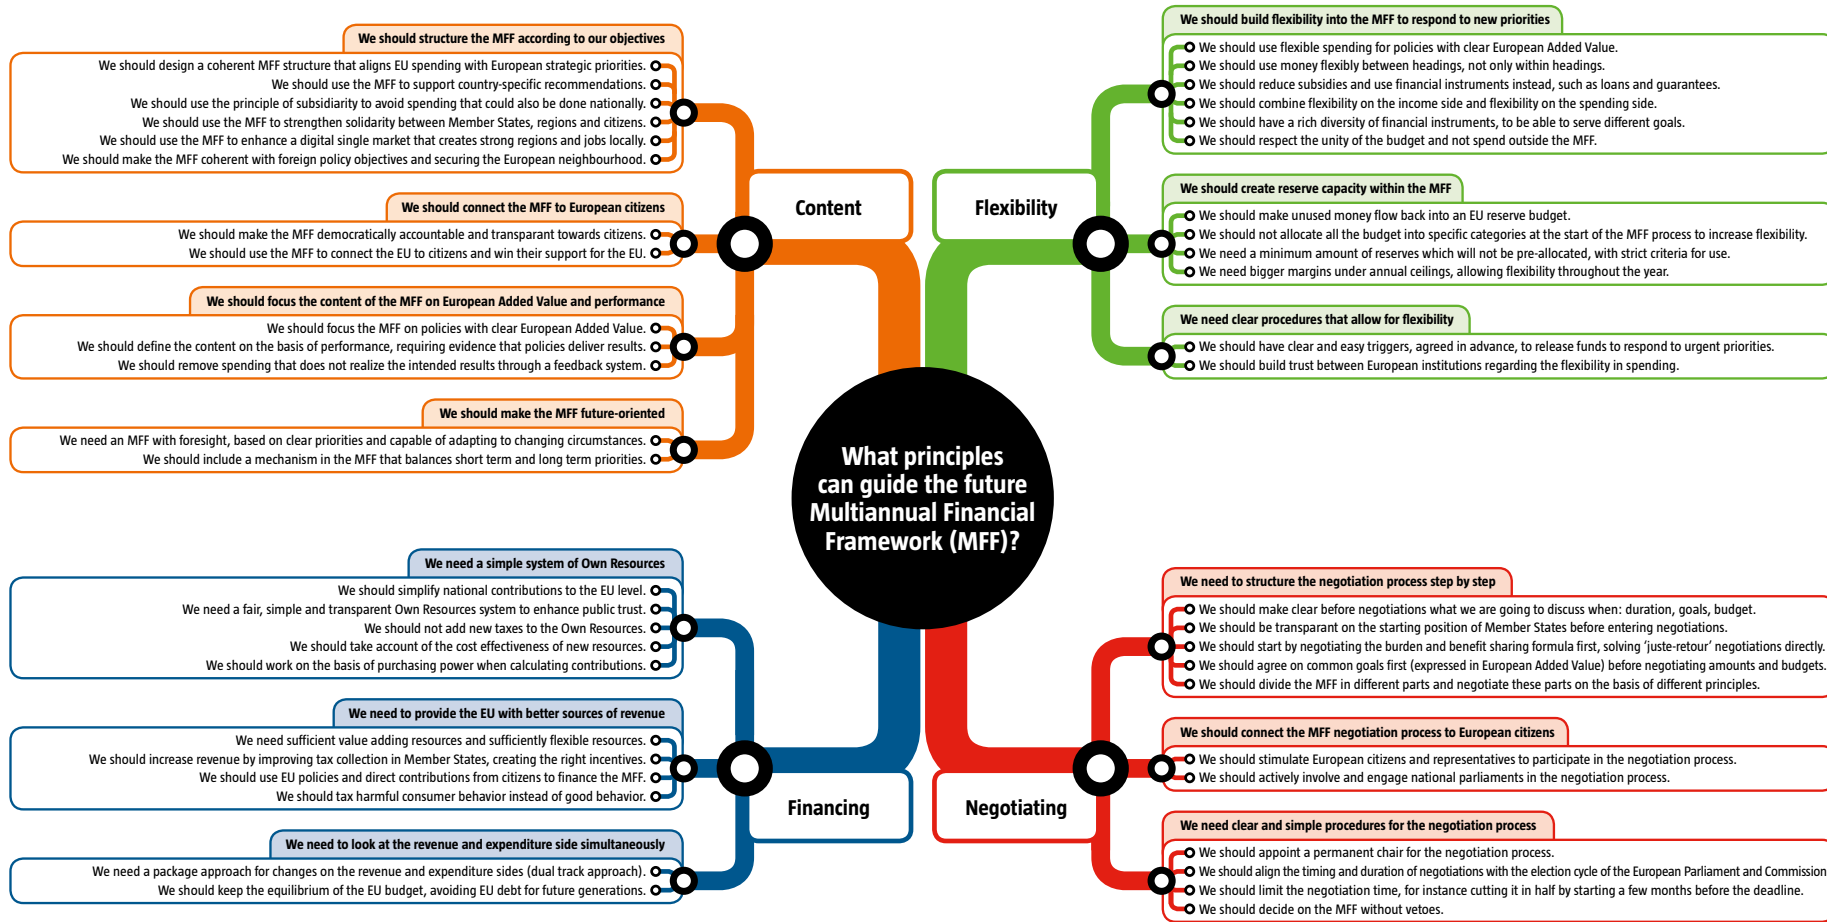 What principles
can guide the future
Multiannual Financial
Framework (MFF)?
Content
We should structure the MFF according to our objectives
We should design a coherent MFF structure that aligns EU spending with European strategic priorities.
We should use the MFF to support country-specific recommendations.
We should use the principle of subsidiarity to avoid spending that could also be done nationally.
We should use the MFF to strengthen solidarity between Member States, regions and citizens.
We should use the MFF to enhance a digital single market that creates strong regions and jobs locally.
We should make the MFF coherent with foreign policy objectives and securing the European neighbourhood.
We should connect the MFF to European citizens
We should make the MFF democratically accountable and transparant towards citizens.
We should use the MFF to connect the EU to citizens and win their support for the EU.
We should focus the content of the MFF on European Added Value and performance
We should focus the MFF on policies with clear European Added Value.
We should define the content on the basis of performance, requiring evidence that policies deliver results.
We should remove spending that does not realize the intended results through a feedback system.
We should make the MFF future-oriented
We need an MFF with foresight, based on clear priorities and capable of adapting to changing circumstances.
We should include a mechanism in the MFF that balances short term and long term priorities.
Flexibility
We should build flexibility into the MFF to respond to new priorities
We should use flexible spending for policies with clear European Added Value.
We should use money flexibly between headings, not only within headings.
We should reduce subsidies and use financial instruments instead, such as loans and guarantees.
We should combine flexibility on the income side and flexibility on the spending side.
We should have a rich diversity of financial instruments, to be able to serve different goals.
We should respect the unity of the budget and not spend outside the MFF.
We should create reserve capacity within the MFF
We should make unused money flow back into an EU reserve budget.
We should not allocate all the budget into specific categories at the start of the MFF process to increase flexibility.
We need a minimum amount of reserves which will not be pre-allocated, with strict criteria for use.
We need bigger margins under annual ceilings, allowing flexibility throughout the year.
We need clear procedures that allow for flexibility
We should have clear and easy triggers, agreed in advance, to release funds to respond to urgent priorities.
We should build trust between European institutions regarding the flexibility in spending.
Financing
We need a simple system of Own Resources
We should simplify national contributions to the EU level.
We need a fair, simple and transparent Own Resources system to enhance public trust.
We should not add new taxes to the Own Resources.
We should take account of the cost effectiveness of new resources.
We should work on the basis of purchasing power when calculating contributions.
We need to provide the EU with better sources of revenue
We need sufficient value adding resources and sufficiently flexible resources.
We should increase revenue by improving tax collection in Member States, creating the right incentives.
We should use EU policies and direct contributions from citizens to finance the MFF.
We should tax harmful consumer behavior instead of good behavior.
We need to look at the revenue and expenditure side simultaneously
We need a package approach for changes on the revenue and expenditure sides (dual track approach).
We should keep the equilibrium of the EU budget, avoiding EU debt for future generations.
Negotiating
We need to structure the negotiation process step by step
We should make clear before negotiations what we are going to discuss when: duration, goals, budget.
We should be transparant on the starting position of Member States before entering negotiations.
We should start by negotiating the burden and benefit sharing formula first, solving ‘juste-retour’ negotiations directly.
We should agree on common goals first (expressed in European Added Value) before negotiating amounts and budgets.
We should divide the MFF in different parts and negotiate these parts on the basis of different principles.
We should connect the MFF negotiation process to European citizens
We should stimulate European citizens and representatives to participate in the negotiation process.
We should actively involve and engage national parliaments in the negotiation process.
We need clear and simple procedures for the negotiation process
We should appoint a permanent chair for the negotiation process.
We should align the timing and duration of negotiations with the election cycle of the European Parliament and Commission
We should limit the negotiation time, for instance cutting it in half by starting a few months before the deadline.
We should decide on the MFF without vetoes.